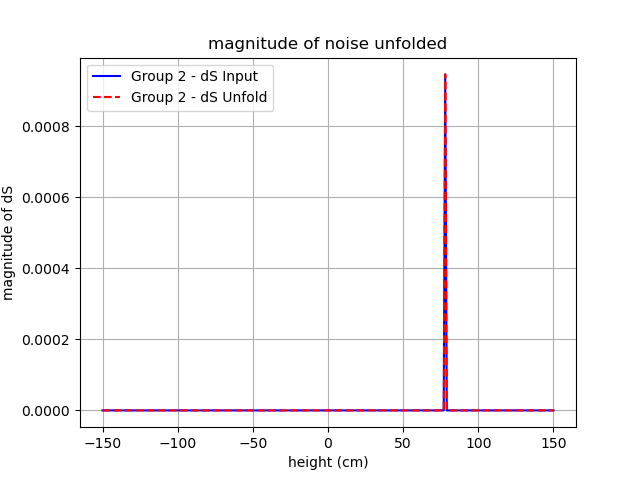 magnitude of noise unfolded
Group 2 - dS Input
Group 2 - dS Unfold
magnitude of dS
0.0008
0.0006
0.0004
0.0002
0.0000
−150 −100 −50 0 50 100 150
height (cm)